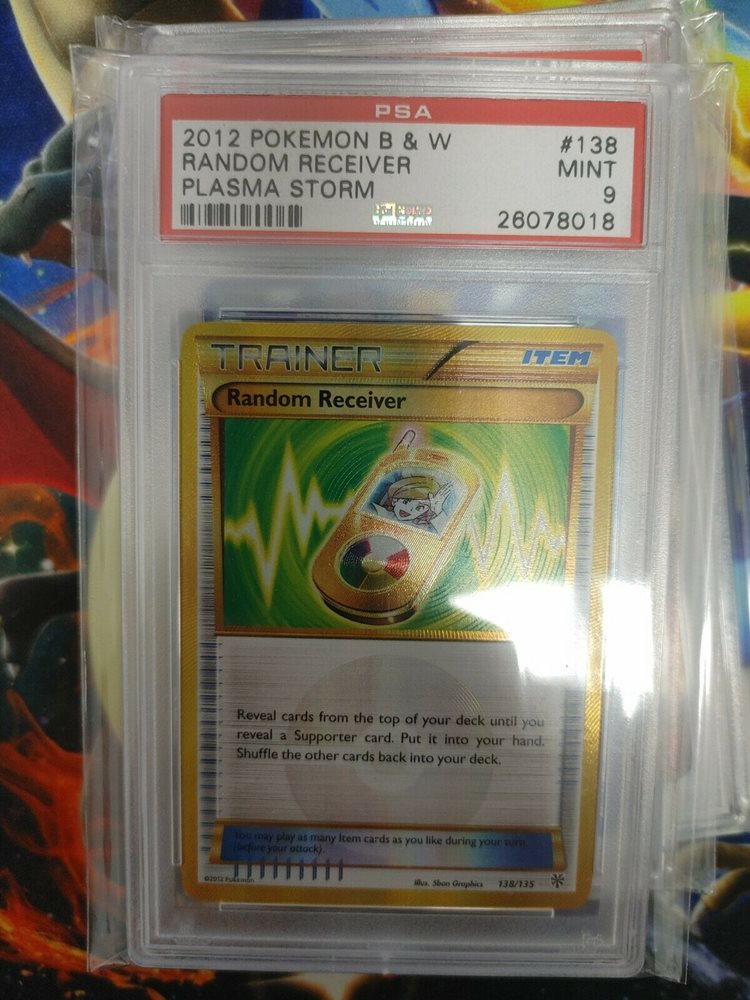 PSA
2012 POKEMON B & W #138
RANDOM RECEIVER MINT
PLASMA STORM 9
26078018
TRAINER ITEM
Random Receiver
Reveal cards from the top of your deck until you
reveal a Supporter card. Put it into your hand.
Shuffle the other cards back into your deck.
You may play as many Item cards as you like during your turn
(before your attack).
©2012 Pokémon illus. 5ban Graphics 138/135